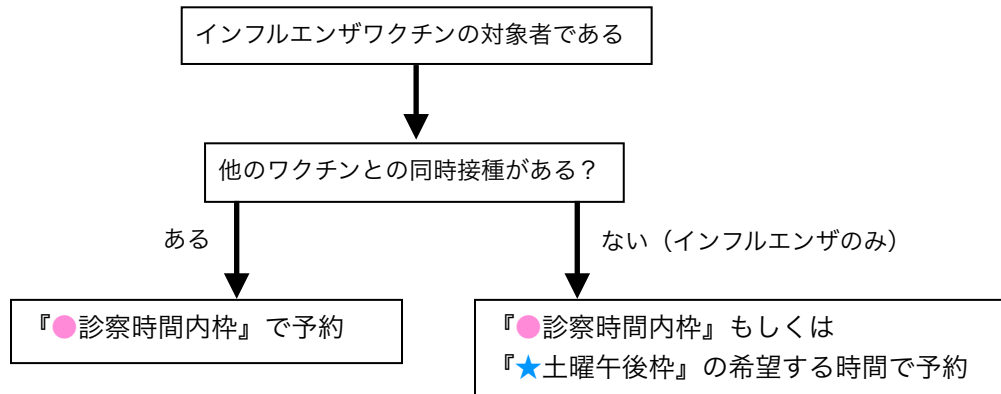 インフルエンザワクチンの対象者である
他のワクチンとの同時接種がある？
ある
ない（インフルエンザのみ）
『●診察時間内枠』で予約
『●診察時間内枠』もしくは
『★土曜午後枠』の希望する時間で予約